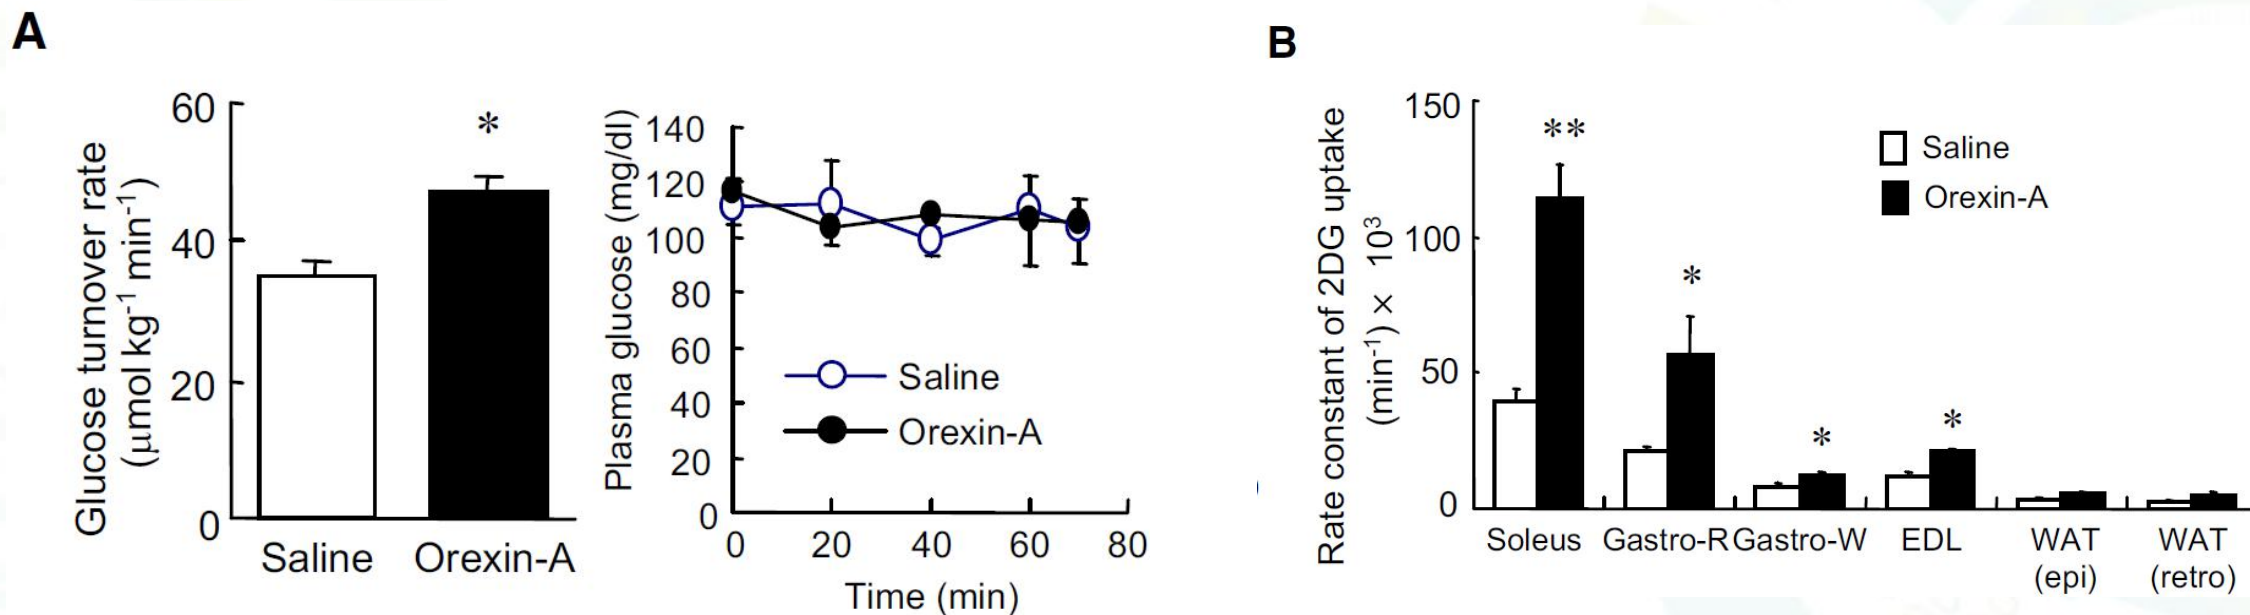 A
Glucose turnover rate
(μmol kg⁻¹ min⁻¹)
60
40
20
0
*
Saline
Orexin-A
Plasma glucose (mg/dl)
140
120
100
80
60
40
20
0
Saline
Orexin-A
0
20
40
60
80
Time (min)
B
Rate constant of 2DG uptake
(min⁻¹) × 10³
150
100
50
0
**
*
*
*
Saline
Orexin-A
Soleus
Gastro-R
Gastro-W
EDL
WAT
(epi)
WAT
(retro)